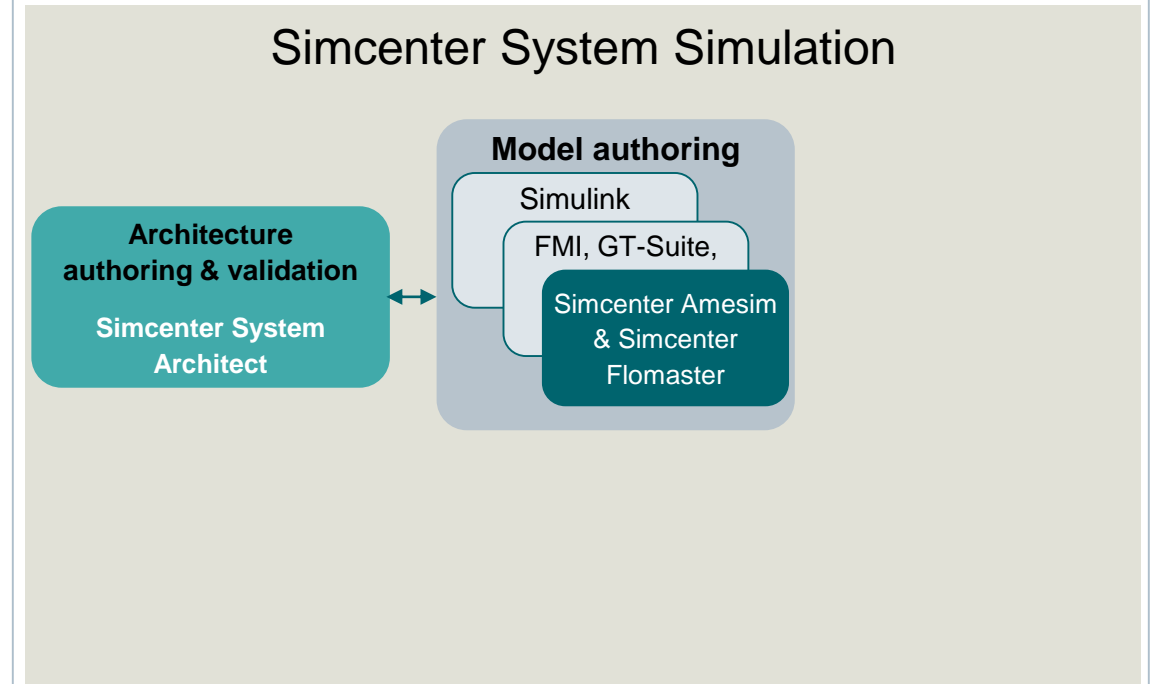 Simcenter System Simulation
Model authoring
Simulink
FMI, GT-Suite,
Simcenter Amesim
& Simcenter
Flomaster
Architecture
authoring & validation
Simcenter System
Architect